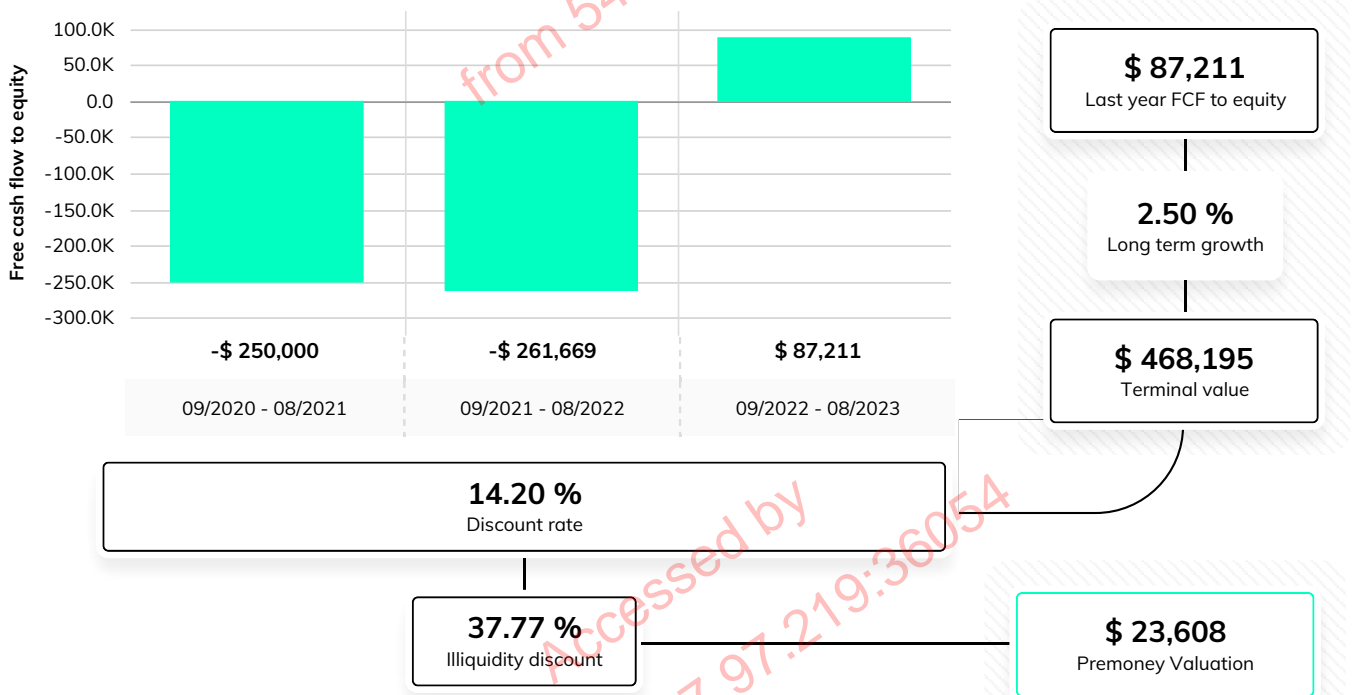 Free cash flow to equity
100.0K
50.0K
0.0
-50.0K
-100.0K
-150.0K
-200.0K
-250.0K
-300.0K
-$ 250,000
-$ 261,669
$ 87,211
09/2020 - 08/2021
09/2021 - 08/2022
09/2022 - 08/2023
$ 87,211
Last year FCF to equity
2.50 %
Long term growth
$ 468,195
Terminal value
14.20 %
Discount rate
37.77 %
Illiquidity discount
$ 23,608
Premoney Valuation
from 54
Accessed by
97.219:36054